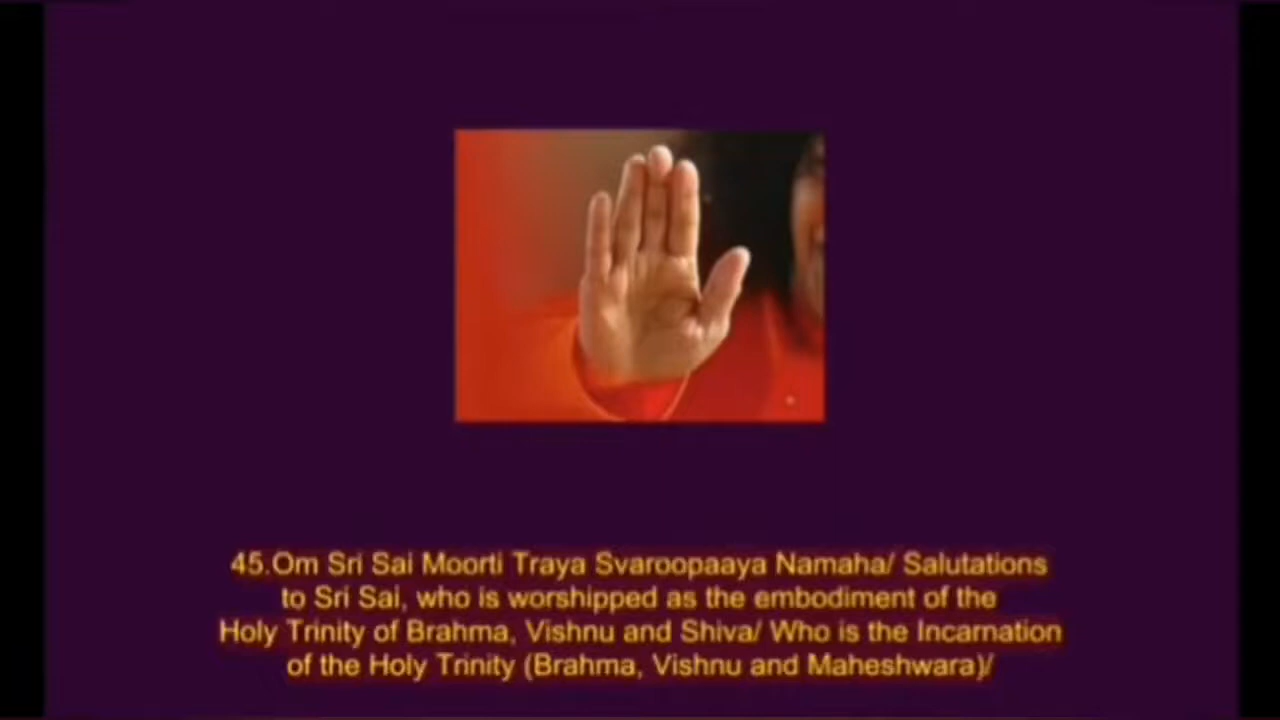 45.Om Sri Sai Moorti Traya Svaroopaaya Namaha/ Salutations
to Sri Sai, who is worshipped as the embodiment of the
Holy Trinity of Brahma, Vishnu and Shiva/ Who is the Incarnation
of the Holy Trinity (Brahma, Vishnu and Maheshwara)/